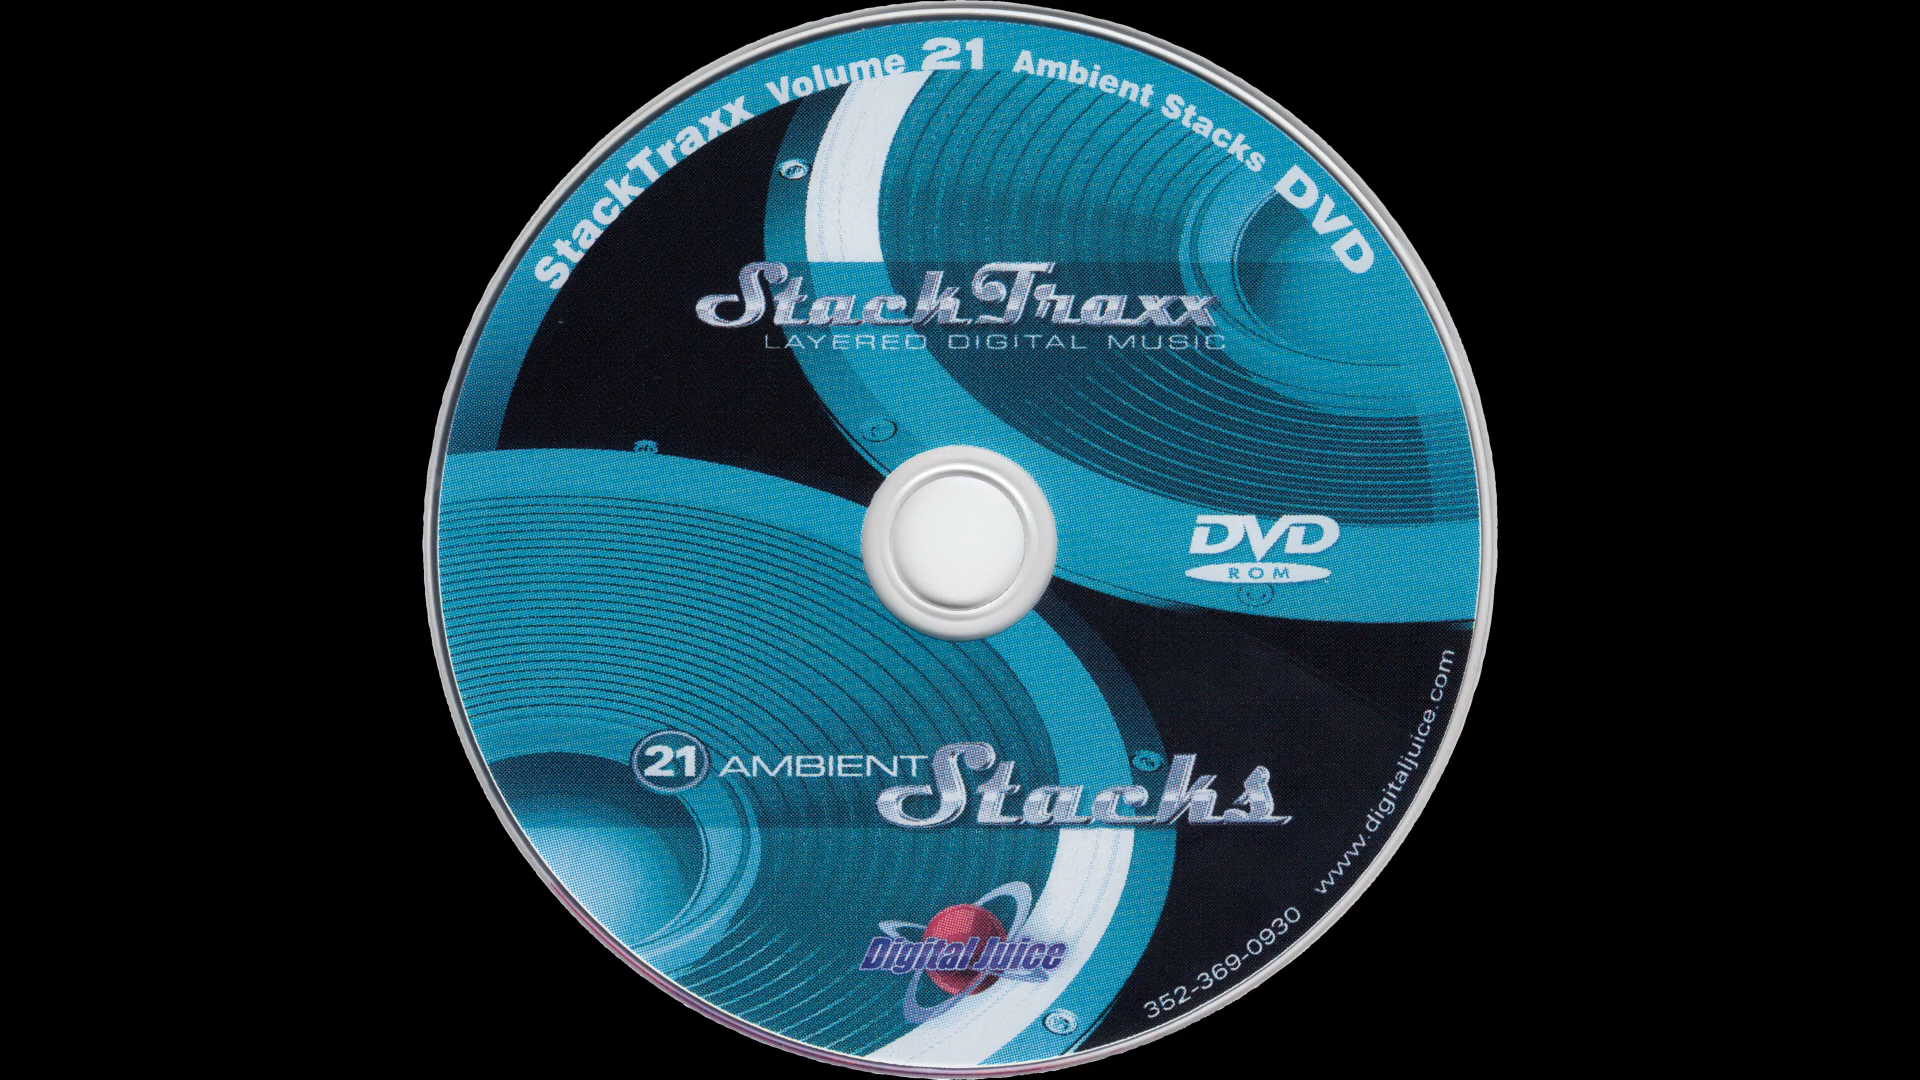 StackTraxx Volume 21 Ambient Stacks DVD
StackTraxx
LAYERED DIGITAL MUSIC
DVD
ROM
21 AMBIENT Stacks
Digital Juice
www.digitaljuice.com
352-369-0930